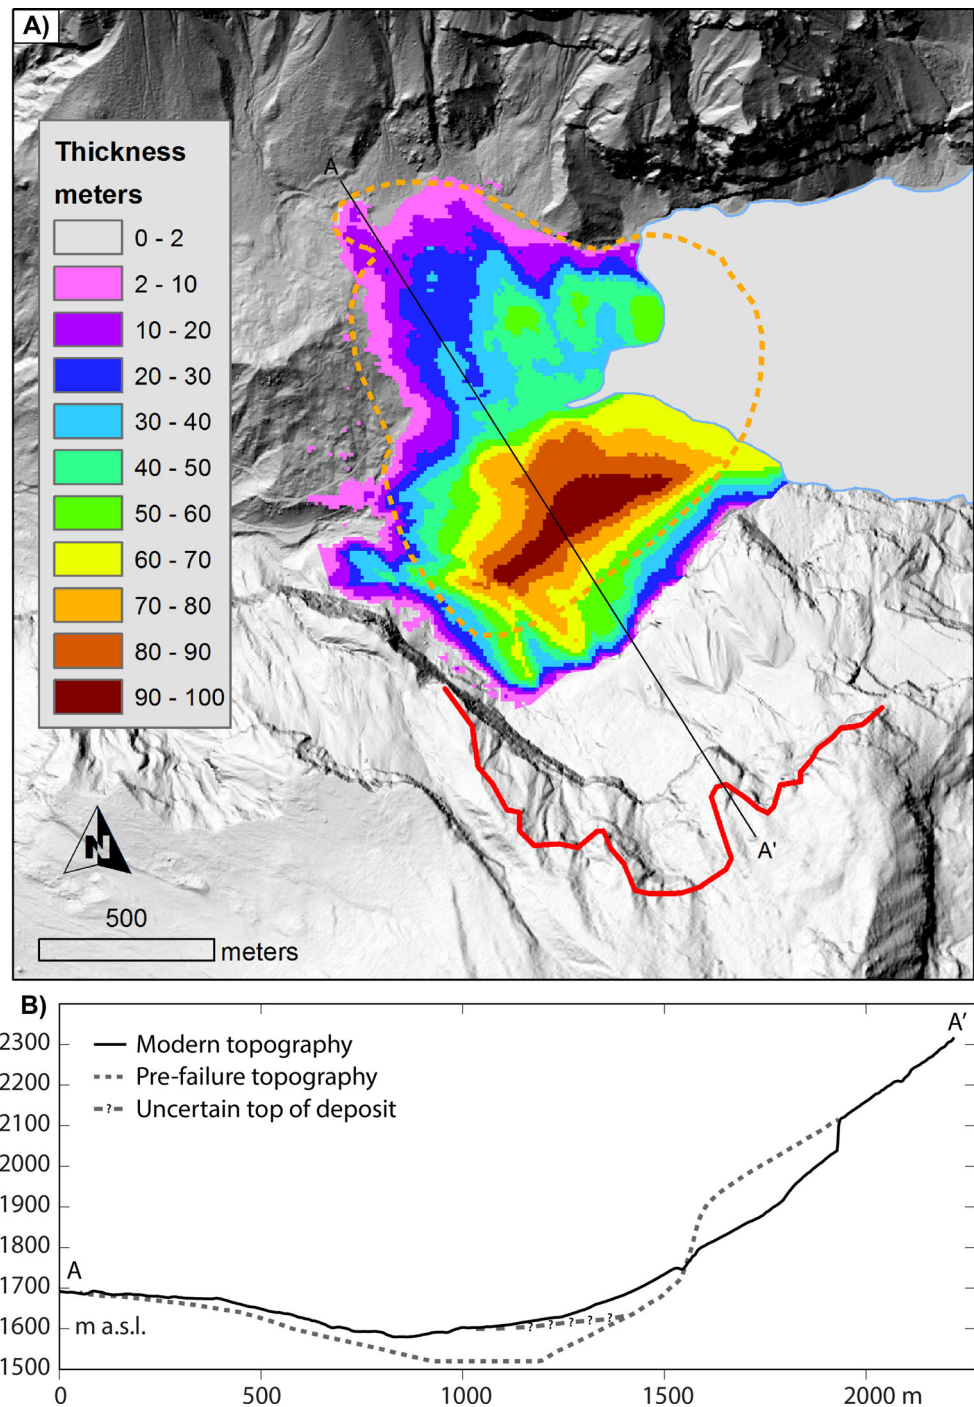 A)
A
Thickness
meters
0 - 2
2 - 10
10 - 20
20 - 30
30 - 40
40 - 50
50 - 60
60 - 70
70 - 80
80 - 90
90 - 100
A'
N
500
meters
B)
A'
2300
Modern topography
Pre-failure topography
2200
?
Uncertain top of deposit
2100
2000
1900
1800
1700
A
1600
m a.s.l.
? ? ? ? ?
1500
0
500
1000
1500
2000 m